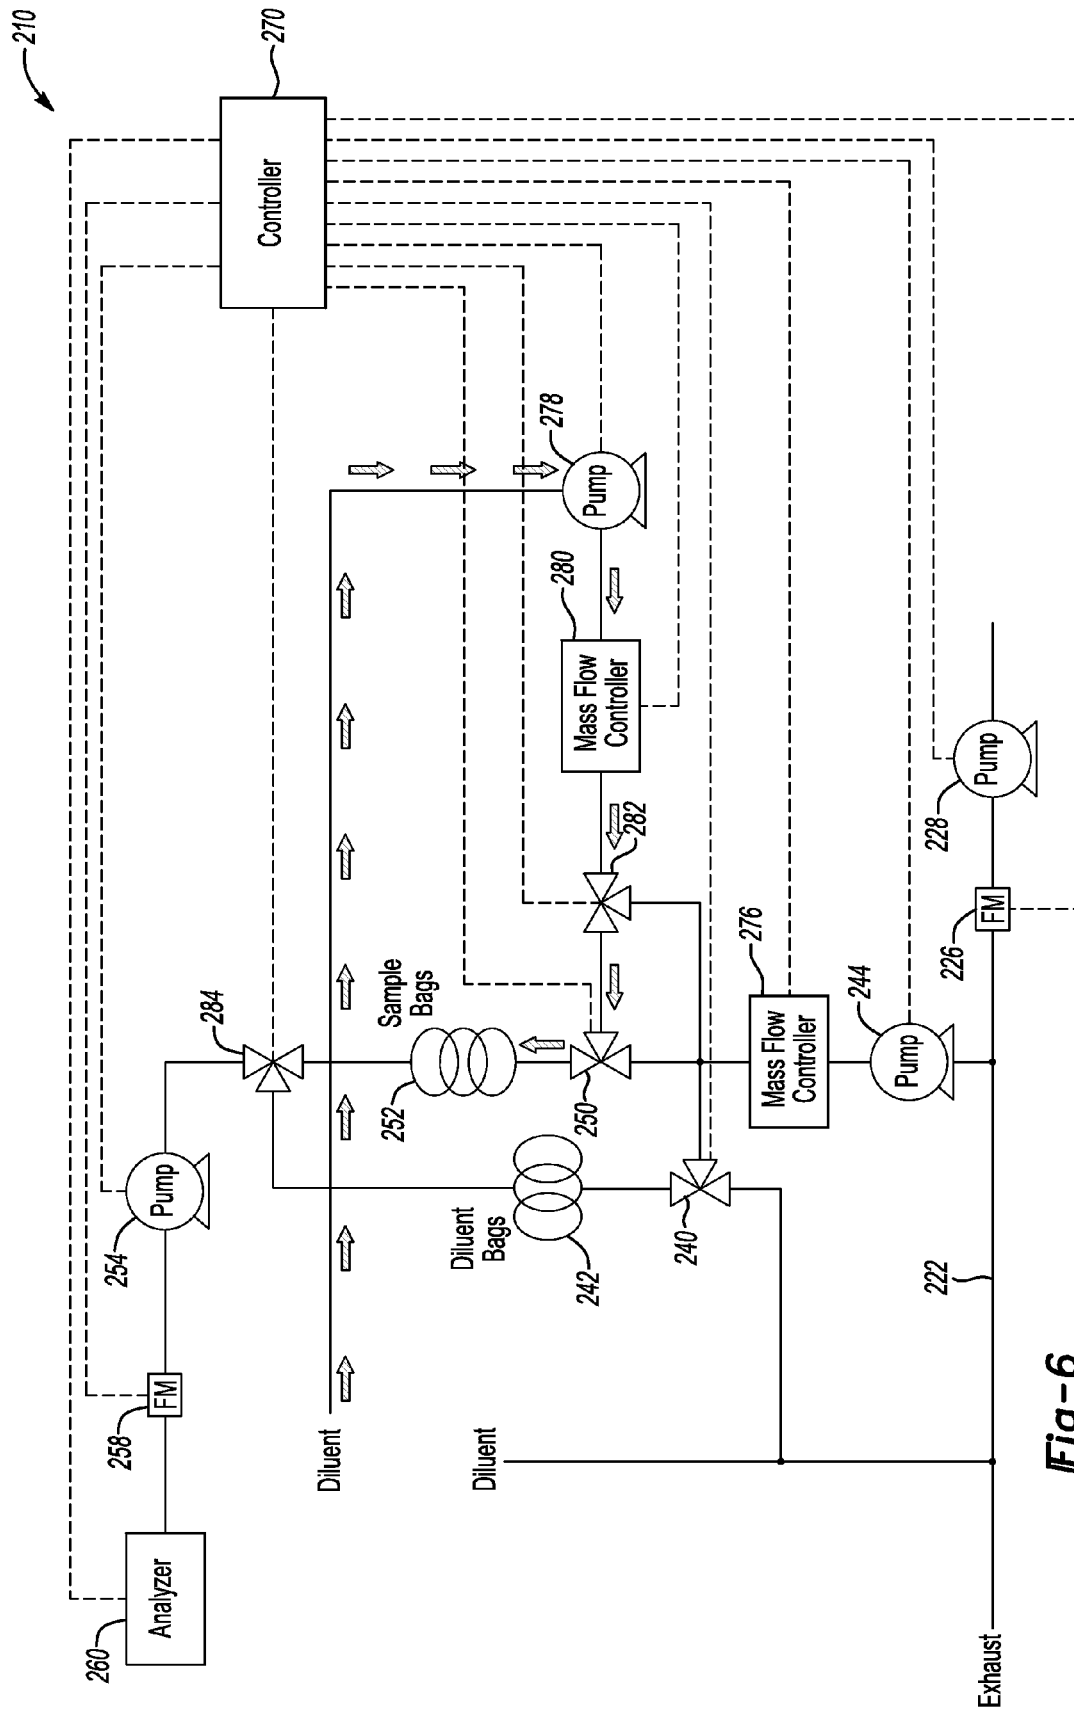 210
270
Controller
284
254
Pump
258
FM
260
Analyzer
Diluent
Sample
Bags
252
278
Pump
280
Mass Flow
Controller
282
250
Diluent
Bags
242
240
276
Mass Flow
Controller
244
Pump
Diluent
228
Pump
226
FM
222
Exhaust
Fig-6